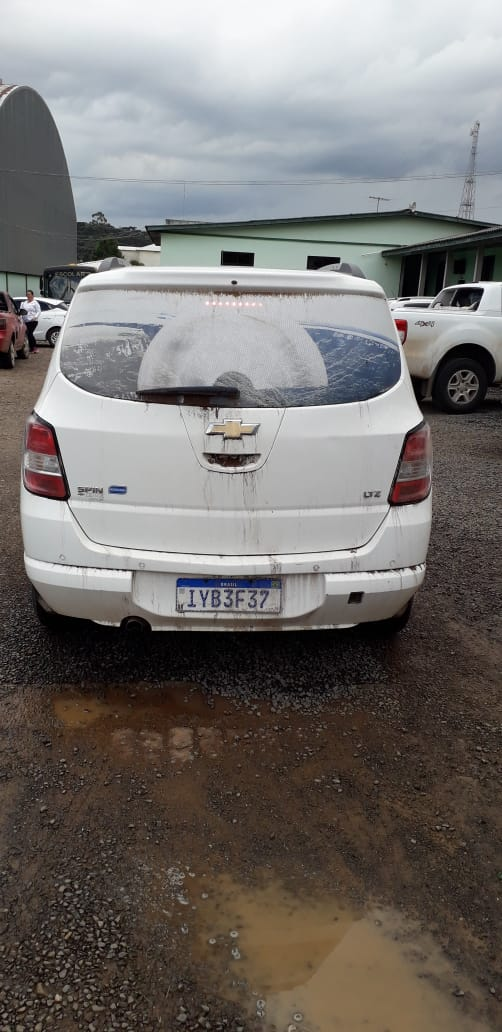 ESCOLAR
4x4
SPIN
LTZ
BRASIL
IYB3F37